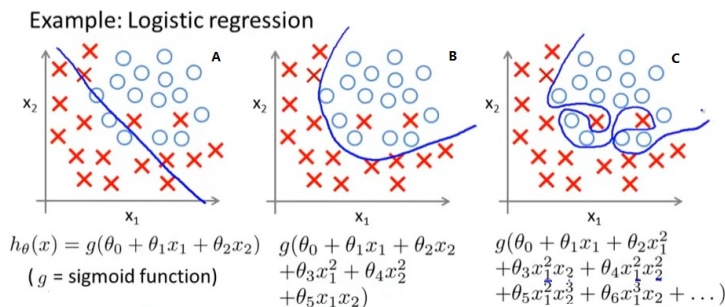 Example: Logistic regression
A
B
C
x₂
x₂
x₂
x₁
x₁
x₁
h_θ(x) = g(θ₀ + θ₁x₁ + θ₂x₂)
( g = sigmoid function)
g(θ₀ + θ₁x₁ + θ₂x₂
+θ₃x₁² + θ₄x₂²
+θ₅x₁x₂)
g(θ₀ + θ₁x₁ + θ₂x₁²
+θ₃x₁²x₂ + θ₄x₁²x₂²
+θ₅x₁²x₂³ + θ₆x₁³x₂ + . . . )